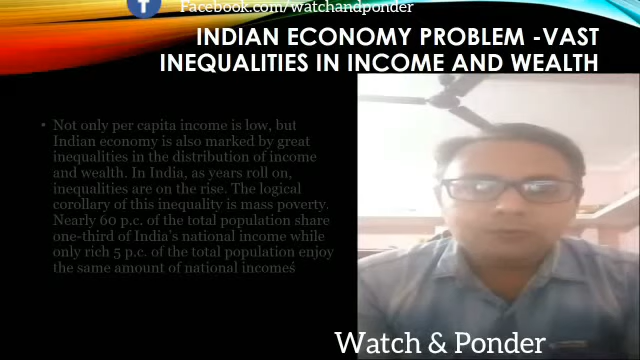 Facebook.com/watchandponder
INDIAN ECONOMY PROBLEM -VAST
INEQUALITIES IN INCOME AND WEALTH
• Not only per capita income is low, but
Indian economy is also marked by great
inequalities in the distribution of income
and wealth. In India, as years roll on,
inequalities are on the rise. The logical
corollary of this inequality is mass poverty.
Nearly 60 p.c. of the total population share
one-third of India's national income while
only rich 5 p.c. of the total population enjoy
the same amount of national incomeś
Watch & Ponder